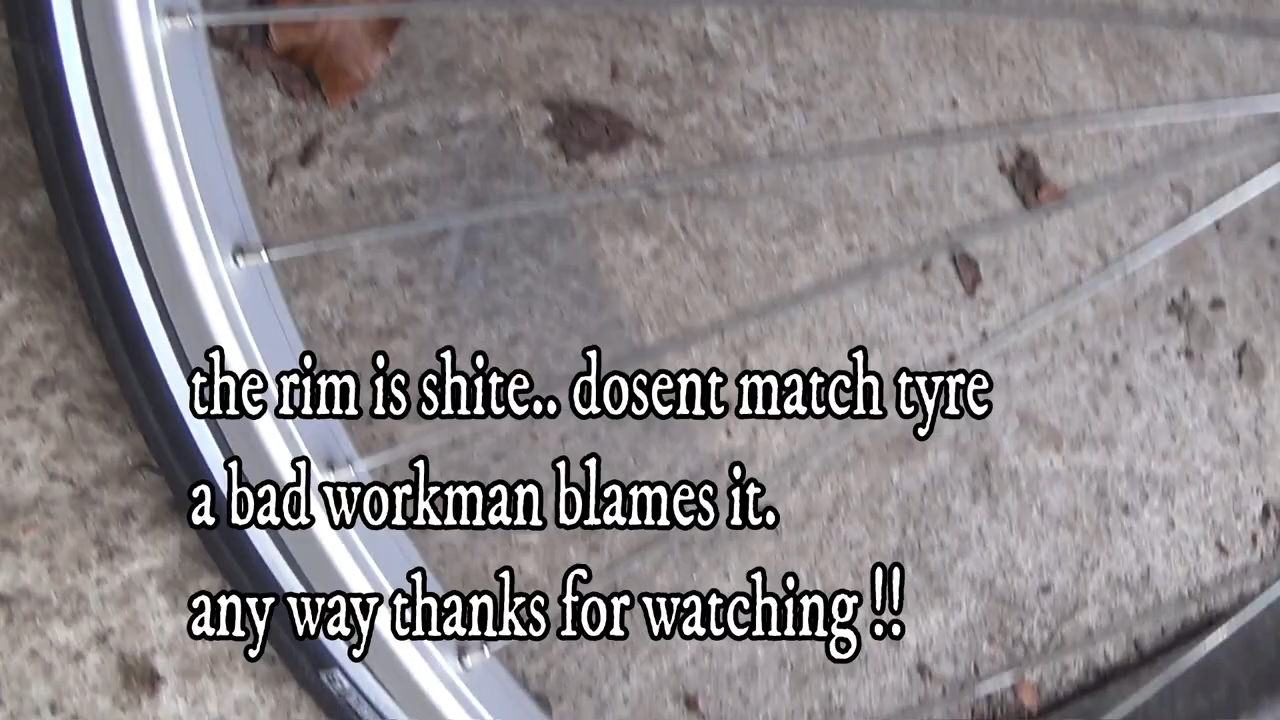 the rim is shite.. dosent match tyre
a bad workman blames it.
any way thanks for watching !!